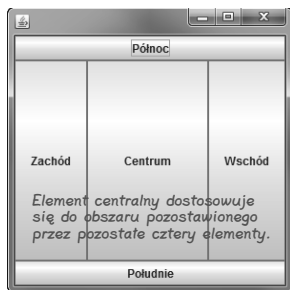 Północ
Zachód Centrum Wschód
Element centralny dostosowuje
się do obszaru pozostawionego
przez pozostałe cztery elementy.
Południe